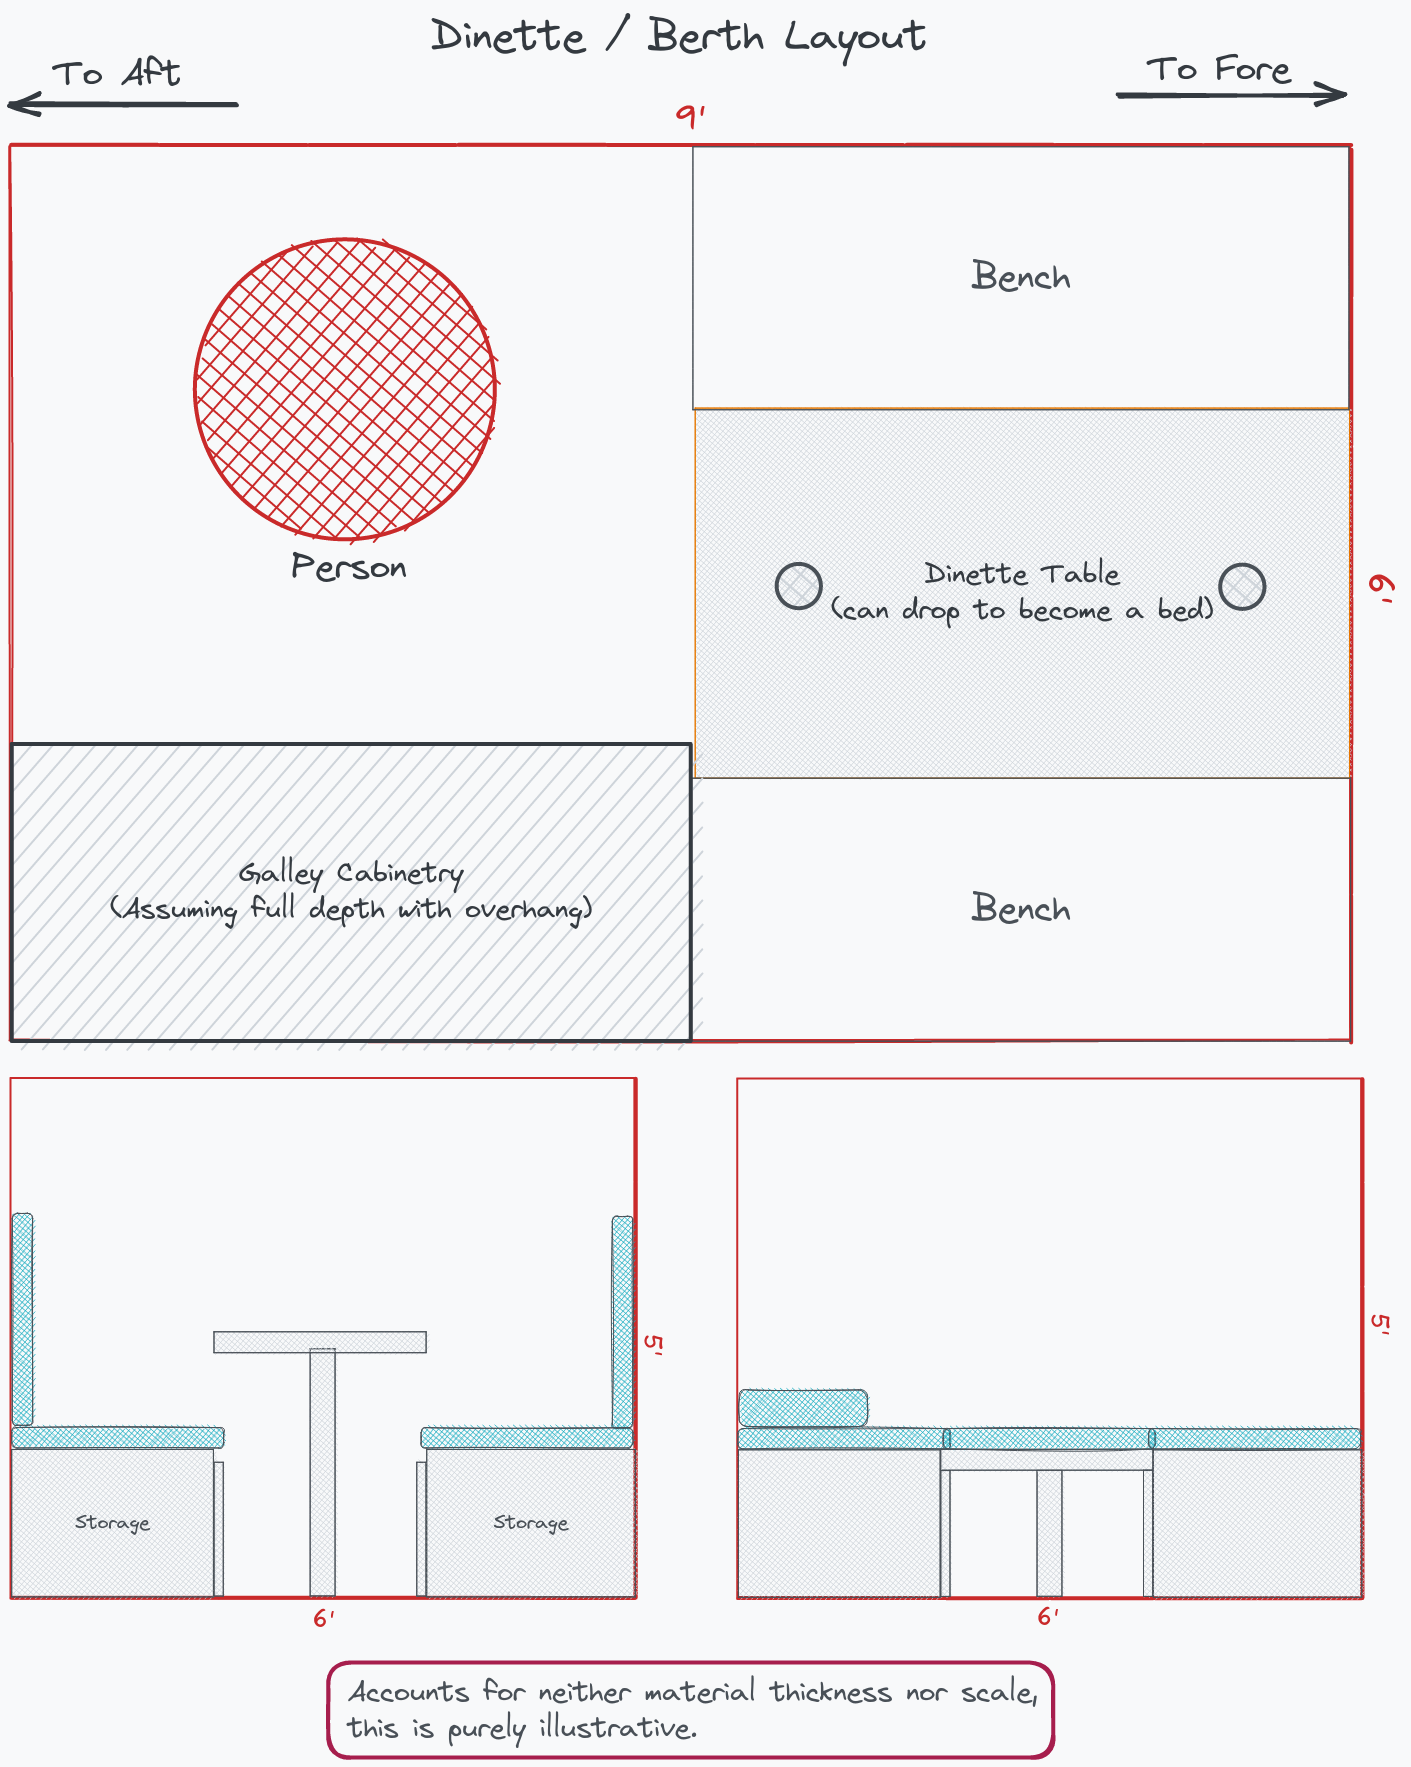 Dinette / Berth Layout
To Aft
To Fore
9'
Bench
Person
Dinette Table
(can drop to become a bed)
6'
Galley Cabinetry
(Assuming full depth with overhang)
Bench
5'
5'
Storage
Storage
6'
6'
Accounts for neither material thickness nor scale,
this is purely illustrative.